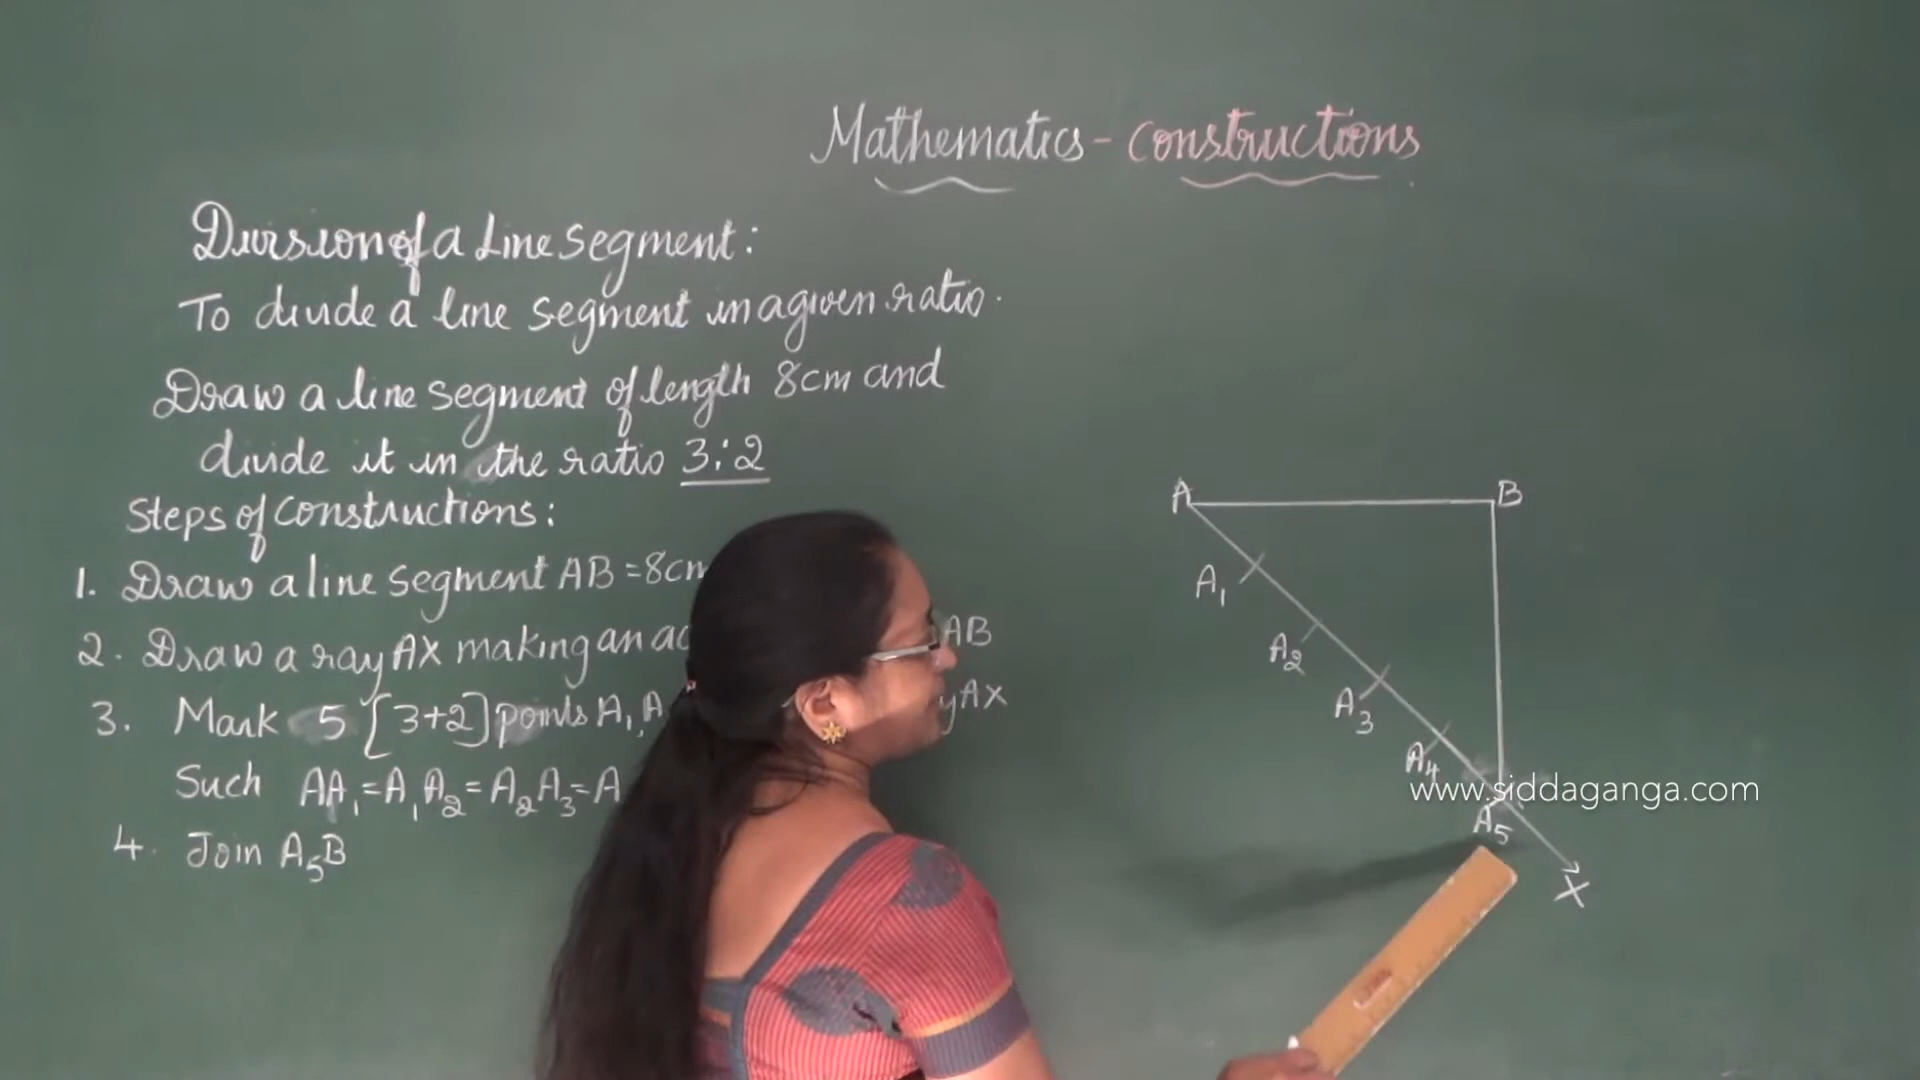 Mathematics - Constructions
Division of a Line Segment:
To divide a line segment in a given ratio.
Draw a line segment of length 8cm and
divide it in the ratio 3:2
Steps of Constructions:
1. Draw a line segment AB = 8cm
2. Draw a ray AX making an AB
3. Mark 5 [3+2] points A₁, A AX
Such AA₁ = A₁A₂ = A₂A₃ = A
4. Join A₅B
A B
A₁
A₂
A₃
A₄
www.siddaganga.com
A₅
X